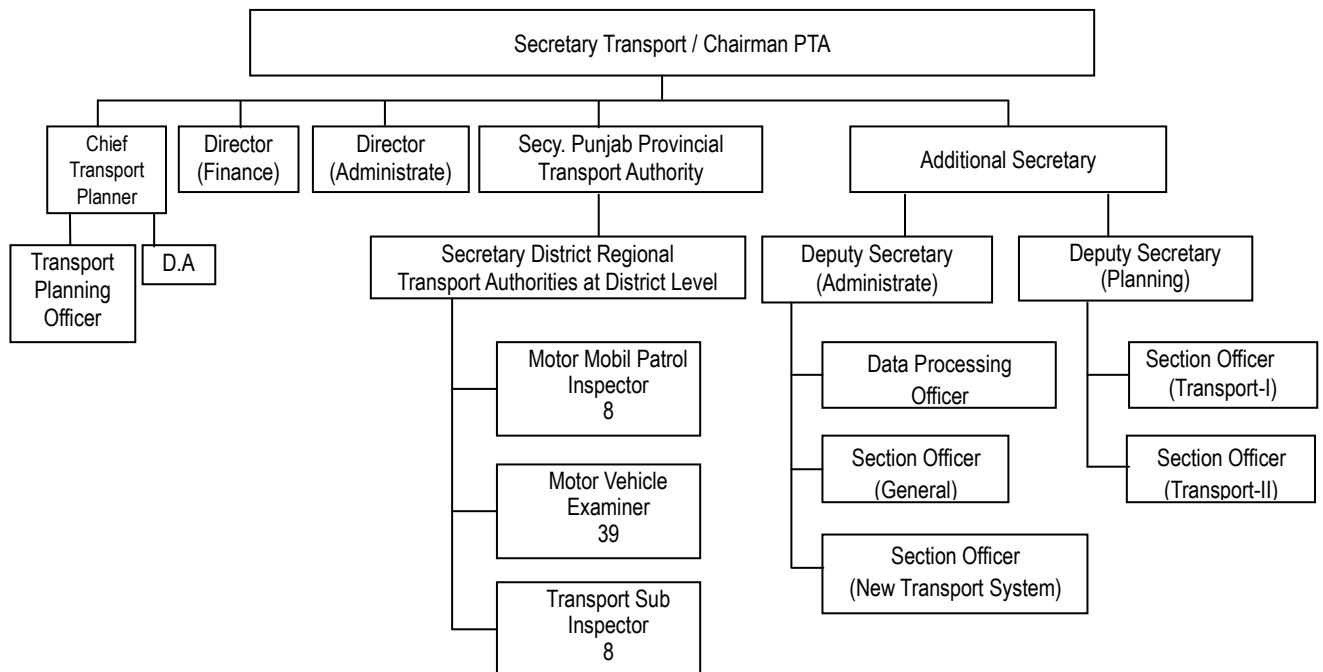 Secretary Transport / Chairman PTA
Chief
Transport
Planner
Director
(Finance)
Director
(Administrate)
Secy. Punjab Provincial
Transport Authority
Additional Secretary
Transport
Planning
Officer
D.A
Secretary District Regional
Transport Authorities at District Level
Deputy Secretary
(Administrate)
Deputy Secretary
(Planning)
Motor Mobil Patrol
Inspector
8
Motor Vehicle
Examiner
39
Transport Sub
Inspector
8
Data Processing
Officer
Section Officer
(General)
Section Officer
(New Transport System)
Section Officer
(Transport-I)
Section Officer
(Transport-II)